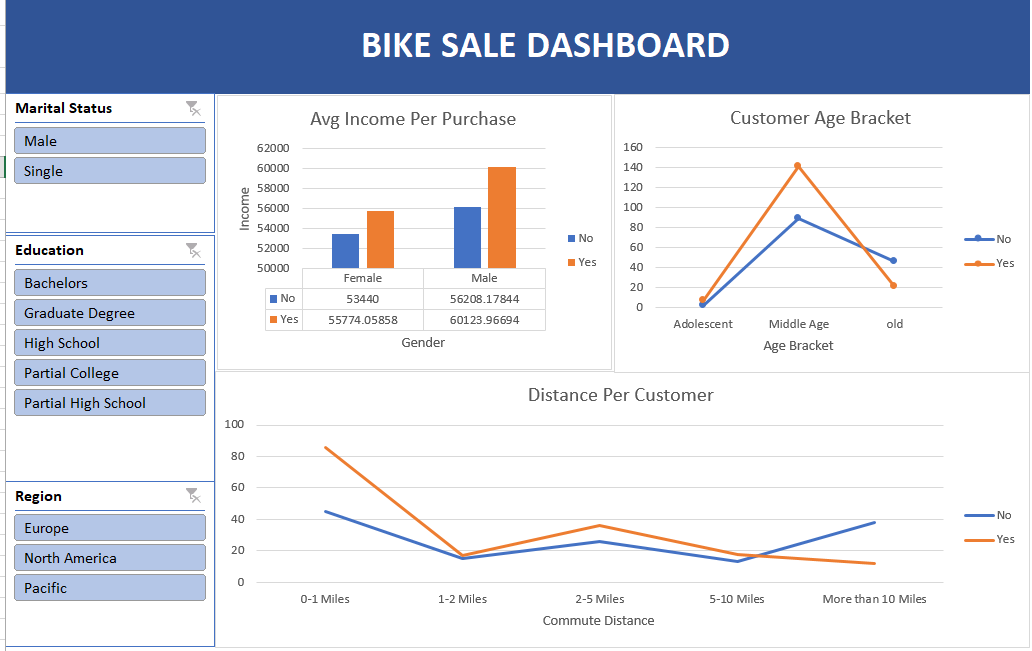 BIKE SALE DASHBOARD
Marital Status
Male
Single
Education
Bachelors
Graduate Degree
High School
Partial College
Partial High School
Region
Europe
North America
Pacific
Avg Income Per Purchase
62000
60000
58000
56000
54000
52000
50000
Income
Female Male
No 53440 56208.17844
Yes 55774.05858 60123.96694
Gender
No
Yes
Customer Age Bracket
160
140
120
100
80
60
40
20
0
Adolescent Middle Age old
Age Bracket
No
Yes
Distance Per Customer
100
80
60
40
20
0
0-1 Miles 1-2 Miles 2-5 Miles 5-10 Miles More than 10 Miles
Commute Distance
No
Yes